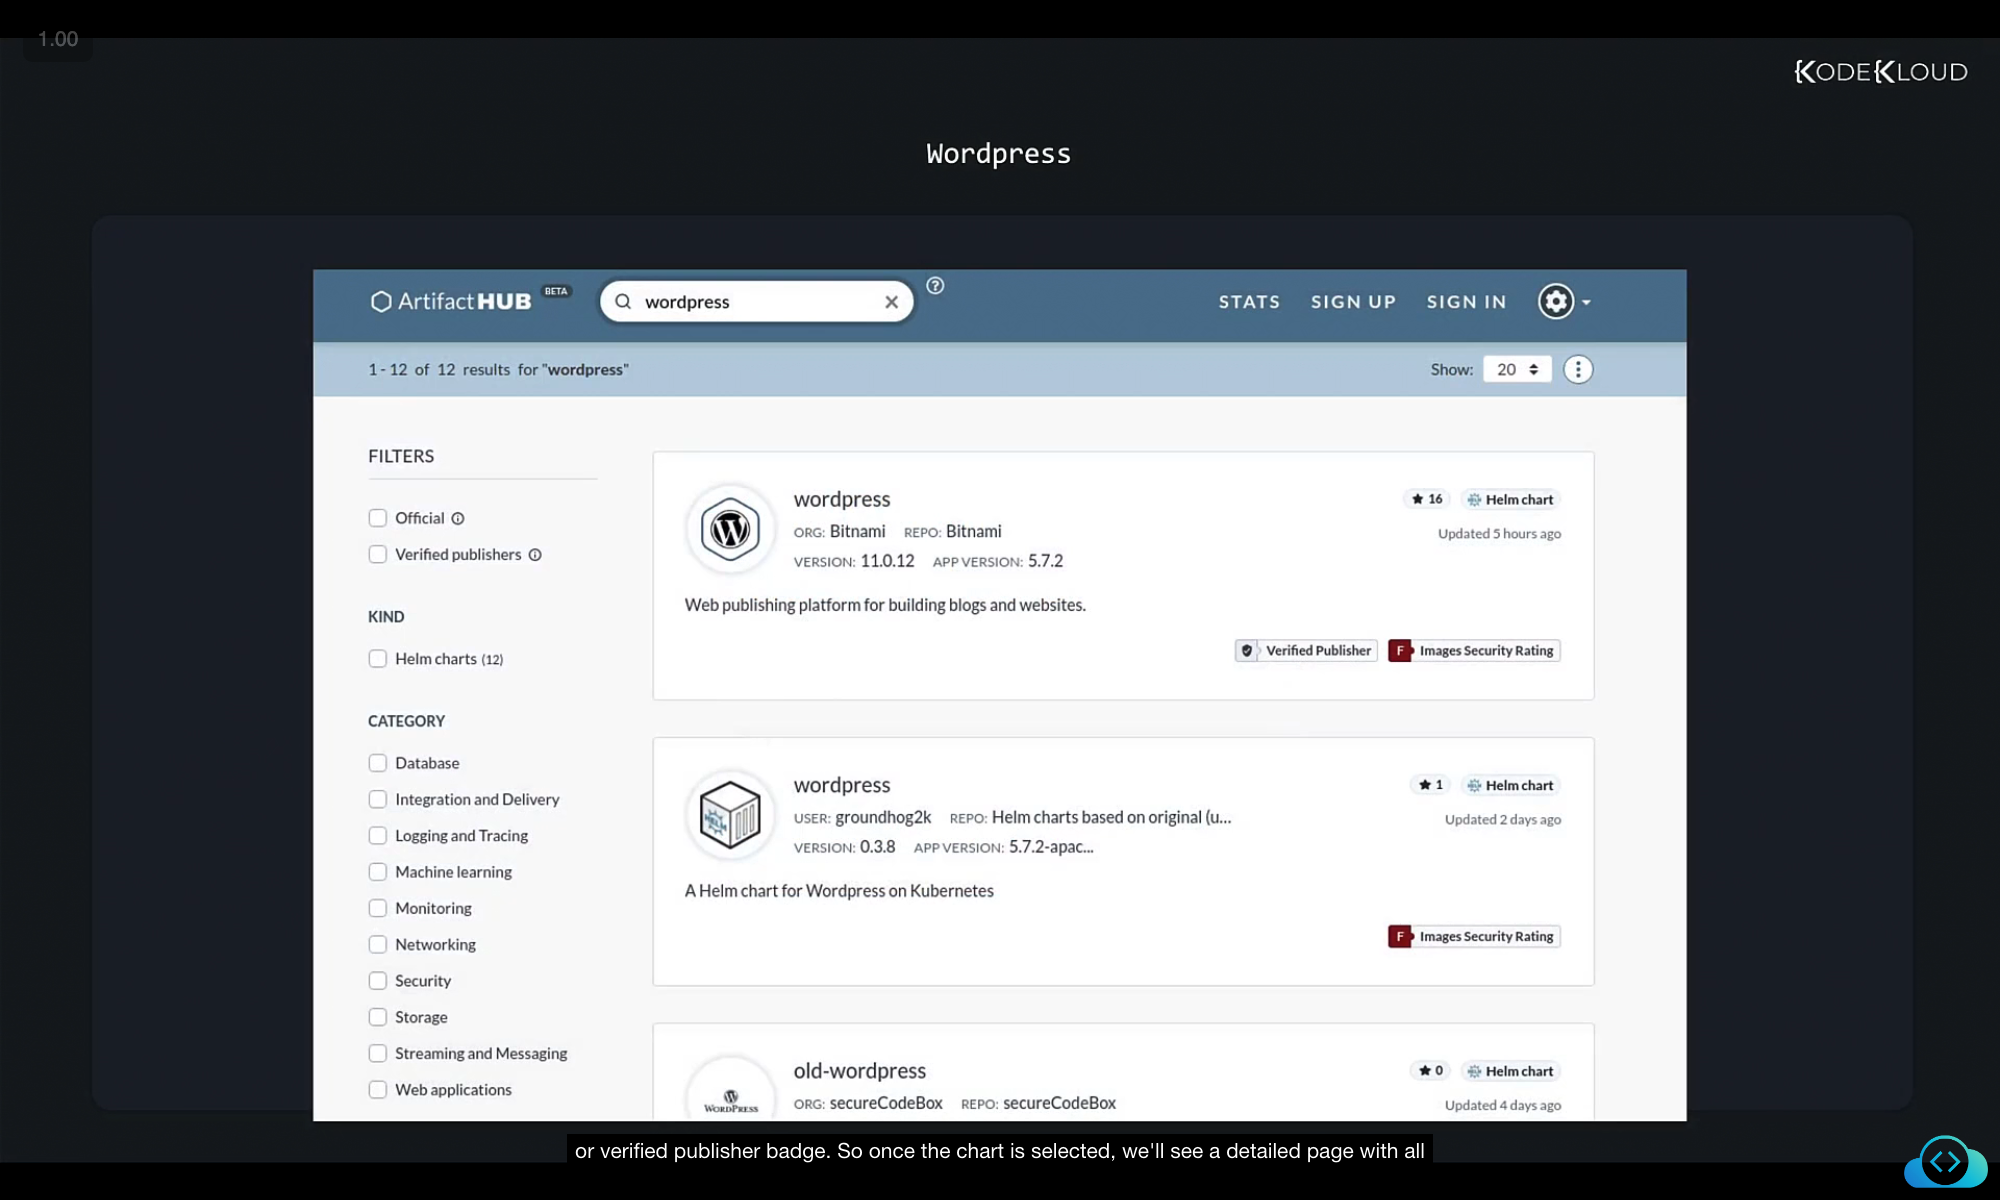 1.00
KODEKLOUD
Wordpress
ArtifactHUB BETA
wordpress
STATS SIGN UP SIGN IN
1 - 12 of 12 results for "wordpress"
Show: 20
FILTERS
Official
Verified publishers
KIND
Helm charts (12)
CATEGORY
Database
Integration and Delivery
Logging and Tracing
Machine learning
Monitoring
Networking
Security
Storage
Streaming and Messaging
Web applications
wordpress
16 Helm chart
ORG: Bitnami REPO: Bitnami
Updated 5 hours ago
VERSION: 11.0.12 APP VERSION: 5.7.2
Web publishing platform for building blogs and websites.
Verified Publisher F Images Security Rating
wordpress
1 Helm chart
USER: groundhog2k REPO: Helm charts based on original (u...
Updated 2 days ago
VERSION: 0.3.8 APP VERSION: 5.7.2-apac...
HELM
A Helm chart for Wordpress on Kubernetes
F Images Security Rating
old-wordpress
0 Helm chart
WORDPRESS
ORG: secureCodeBox REPO: secureCodeBox
Updated 4 days ago
or verified publisher badge. So once the chart is selected, we'll see a detailed page with all